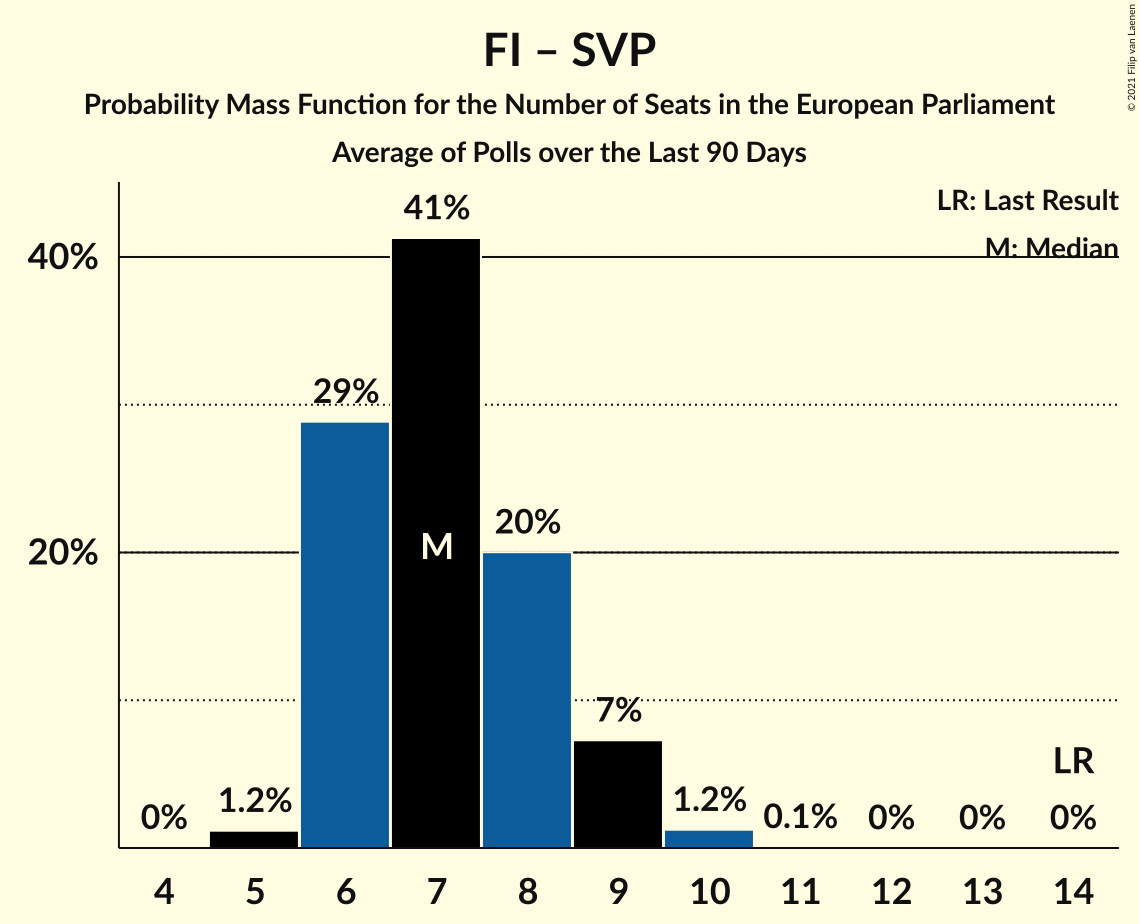 FI – SVP
Probability Mass Function for the Number of Seats in the European Parliament
Average of Polls over the Last 90 Days
© 2021 Filip van Laenen
LR: Last Result
M: Median
40%
20%
0%
1.2%
29%
41%
M
20%
7%
1.2%
0.1%
0%
0%
LR
0%
4 5 6 7 8 9 10 11 12 13 14